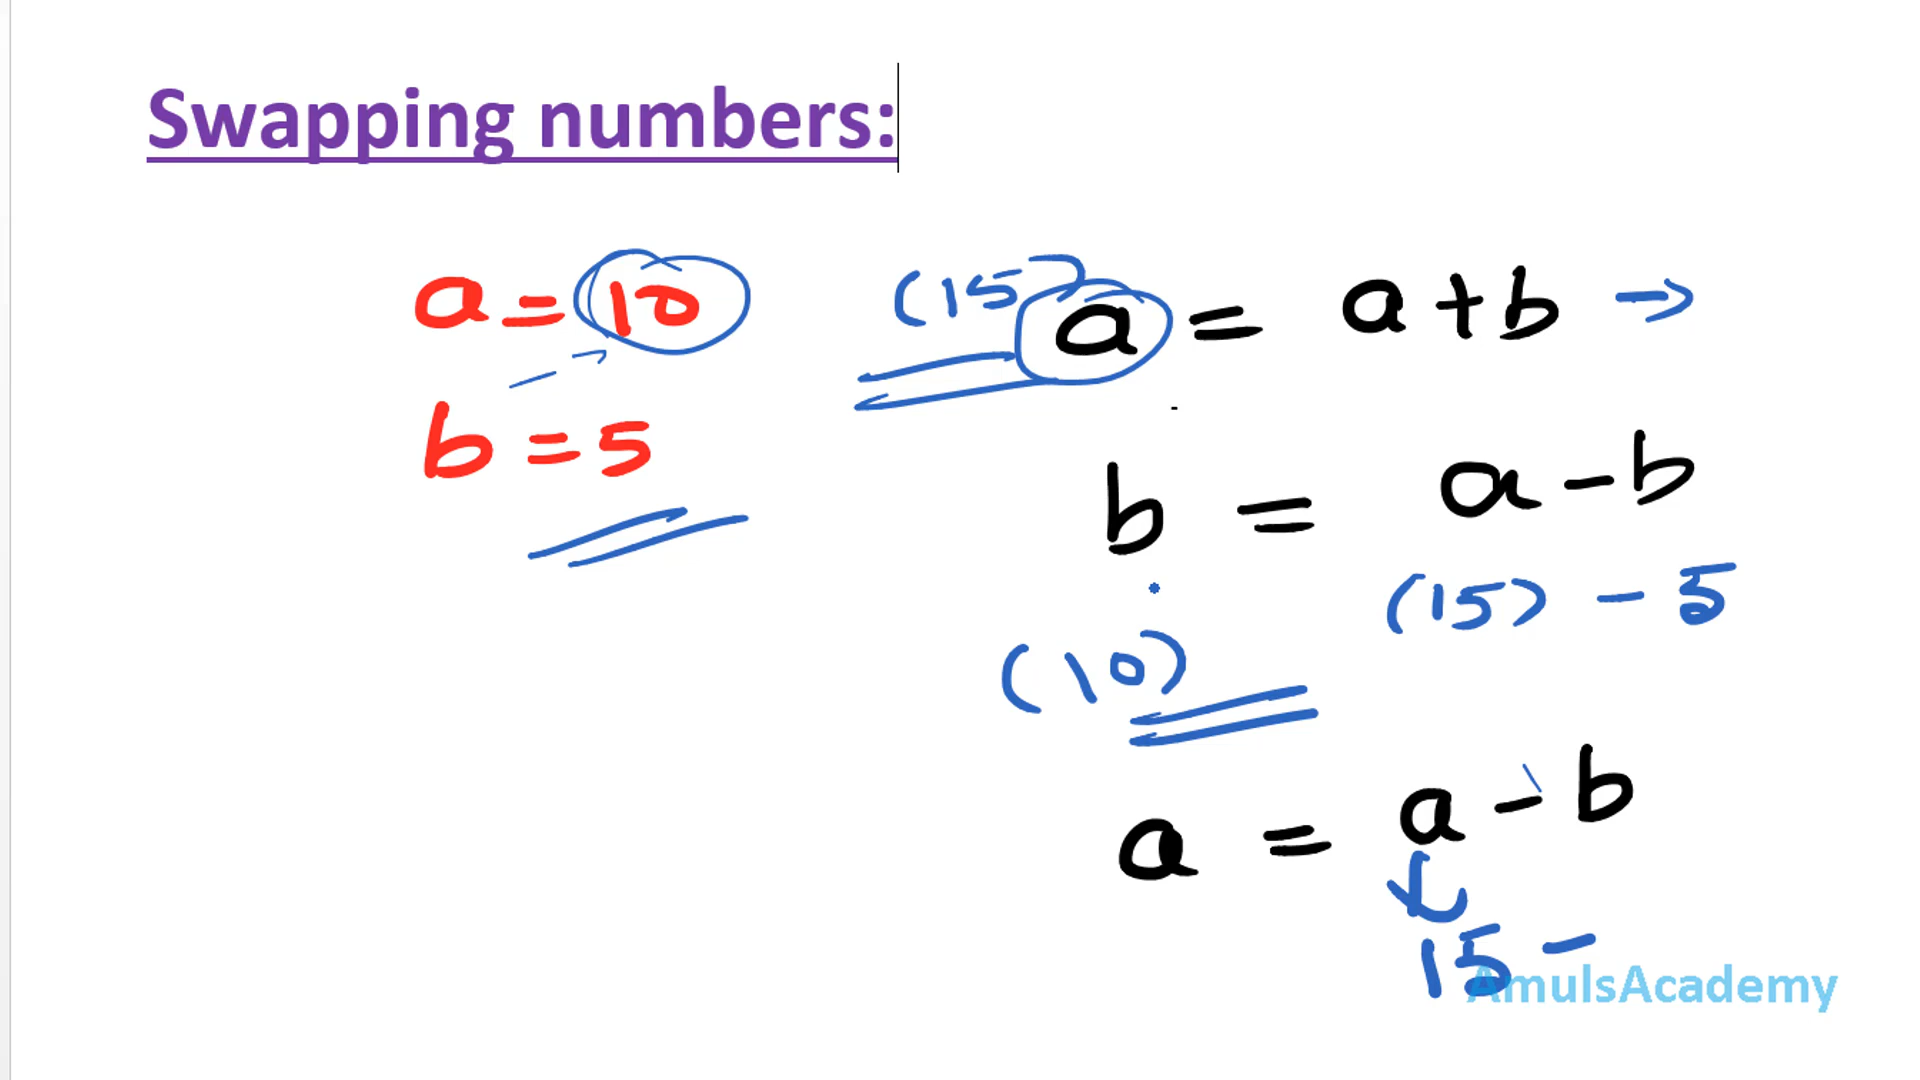 Swapping numbers:
a = 10
b = 5
(15) a = a + b →
b = a - b
(15) - 5
(10)
a = a - b
15 -
AmulsAcademy